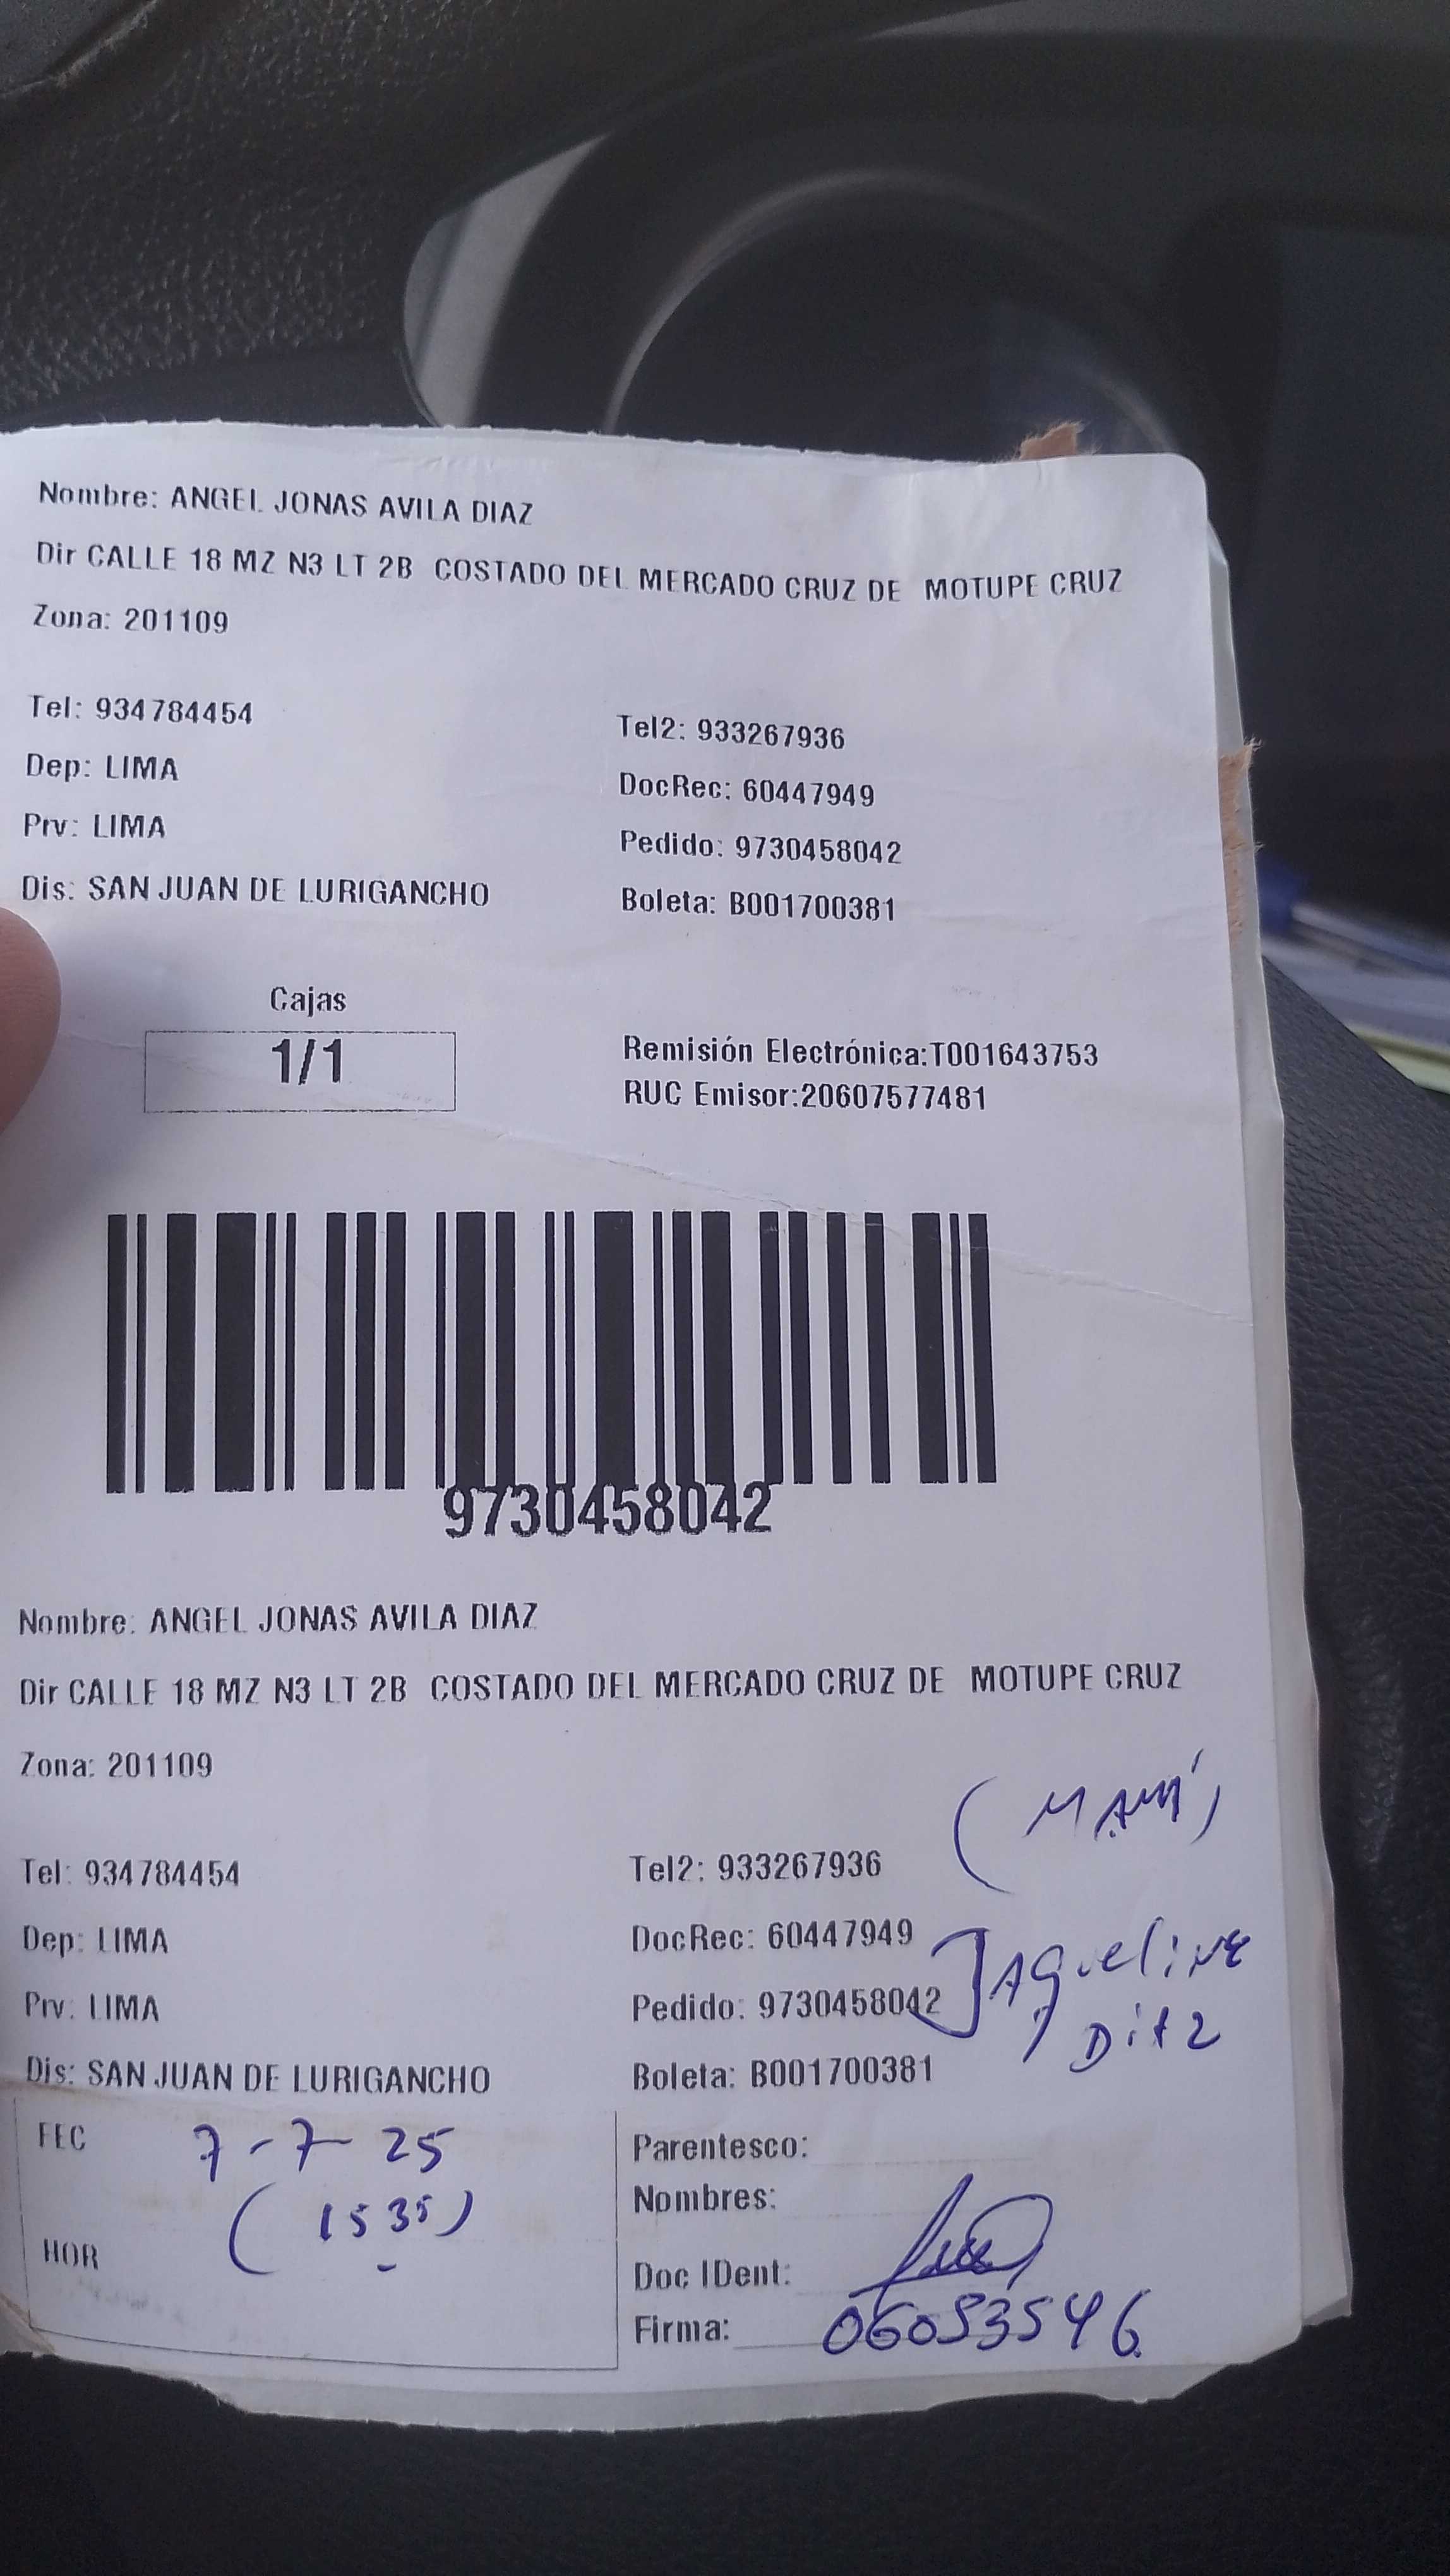 Nombre: ANGEL JONAS AVILA DIAZ
Dir CALLE 18 MZ N3 LT 2B COSTADO DEL MERCADO CRUZ DE MOTUPE CRUZ
Zona: 201109
Tel: 934784454 Tel2: 933267936
Dep: LIMA DocRec: 60447949
Prv: LIMA Pedido: 9730458042
Dis: SAN JUAN DE LURIGANCHO Boleta: B001700381
Cajas
1/1
Remisión Electrónica:T001643753
RUC Emisor:20607577481
9730458042
Nombre: ANGEL JONAS AVILA DIAZ
Dir CALLE 18 MZ N3 LT 2B COSTADO DEL MERCADO CRUZ DE MOTUPE CRUZ
Zona: 201109
(MAMÁ)
Tel: 934784454 Tel2: 933267936
Dep: LIMA DocRec: 60447949
JAqueline
Prv: LIMA Pedido: 9730458042
DiAz
Dis: SAN JUAN DE LURIGANCHO Boleta: B001700381
FEC 7-7-25
(1535)
HOR
Parentesco:
Nombres:
Doc IDent:
Firma: 06053546